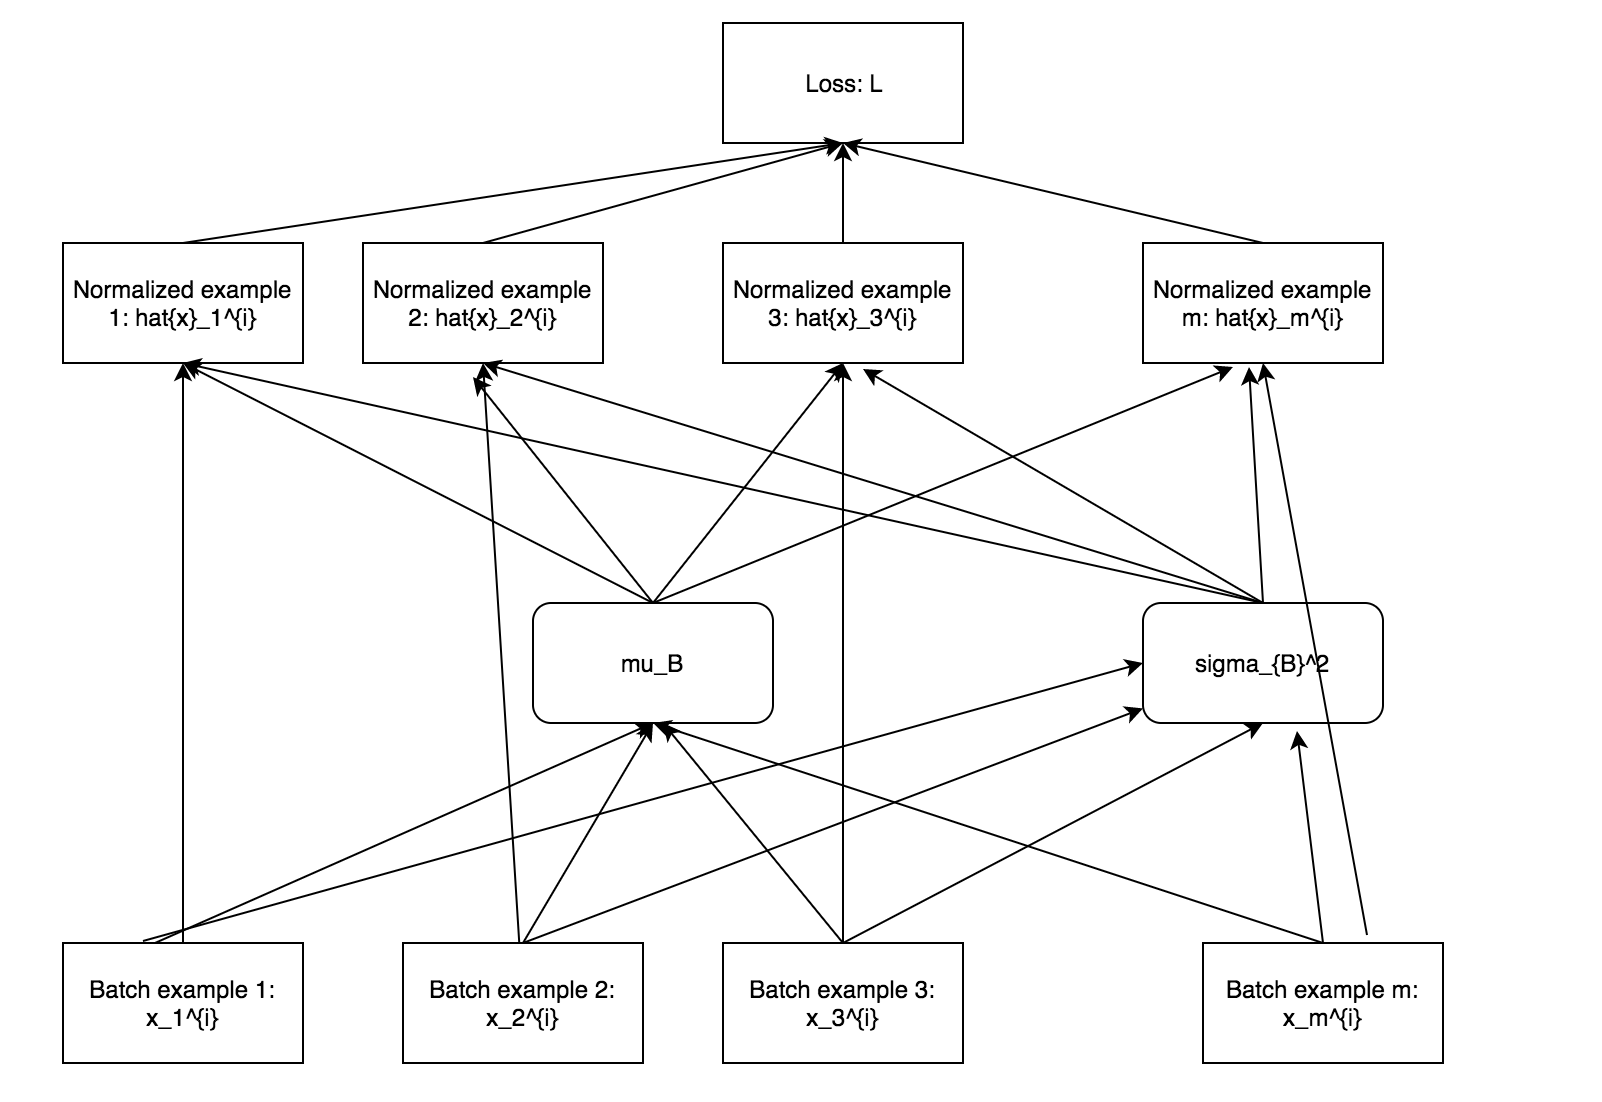 Loss: L
Normalized example
1: hat{x}_1^{i}
Normalized example
2: hat{x}_2^{i}
Normalized example
3: hat{x}_3^{i}
Normalized example
m: hat{x}_m^{i}
mu_B
sigma_{B}^2
Batch example 1:
x_1^{i}
Batch example 2:
x_2^{i}
Batch example 3:
x_3^{i}
Batch example m:
x_m^{i}